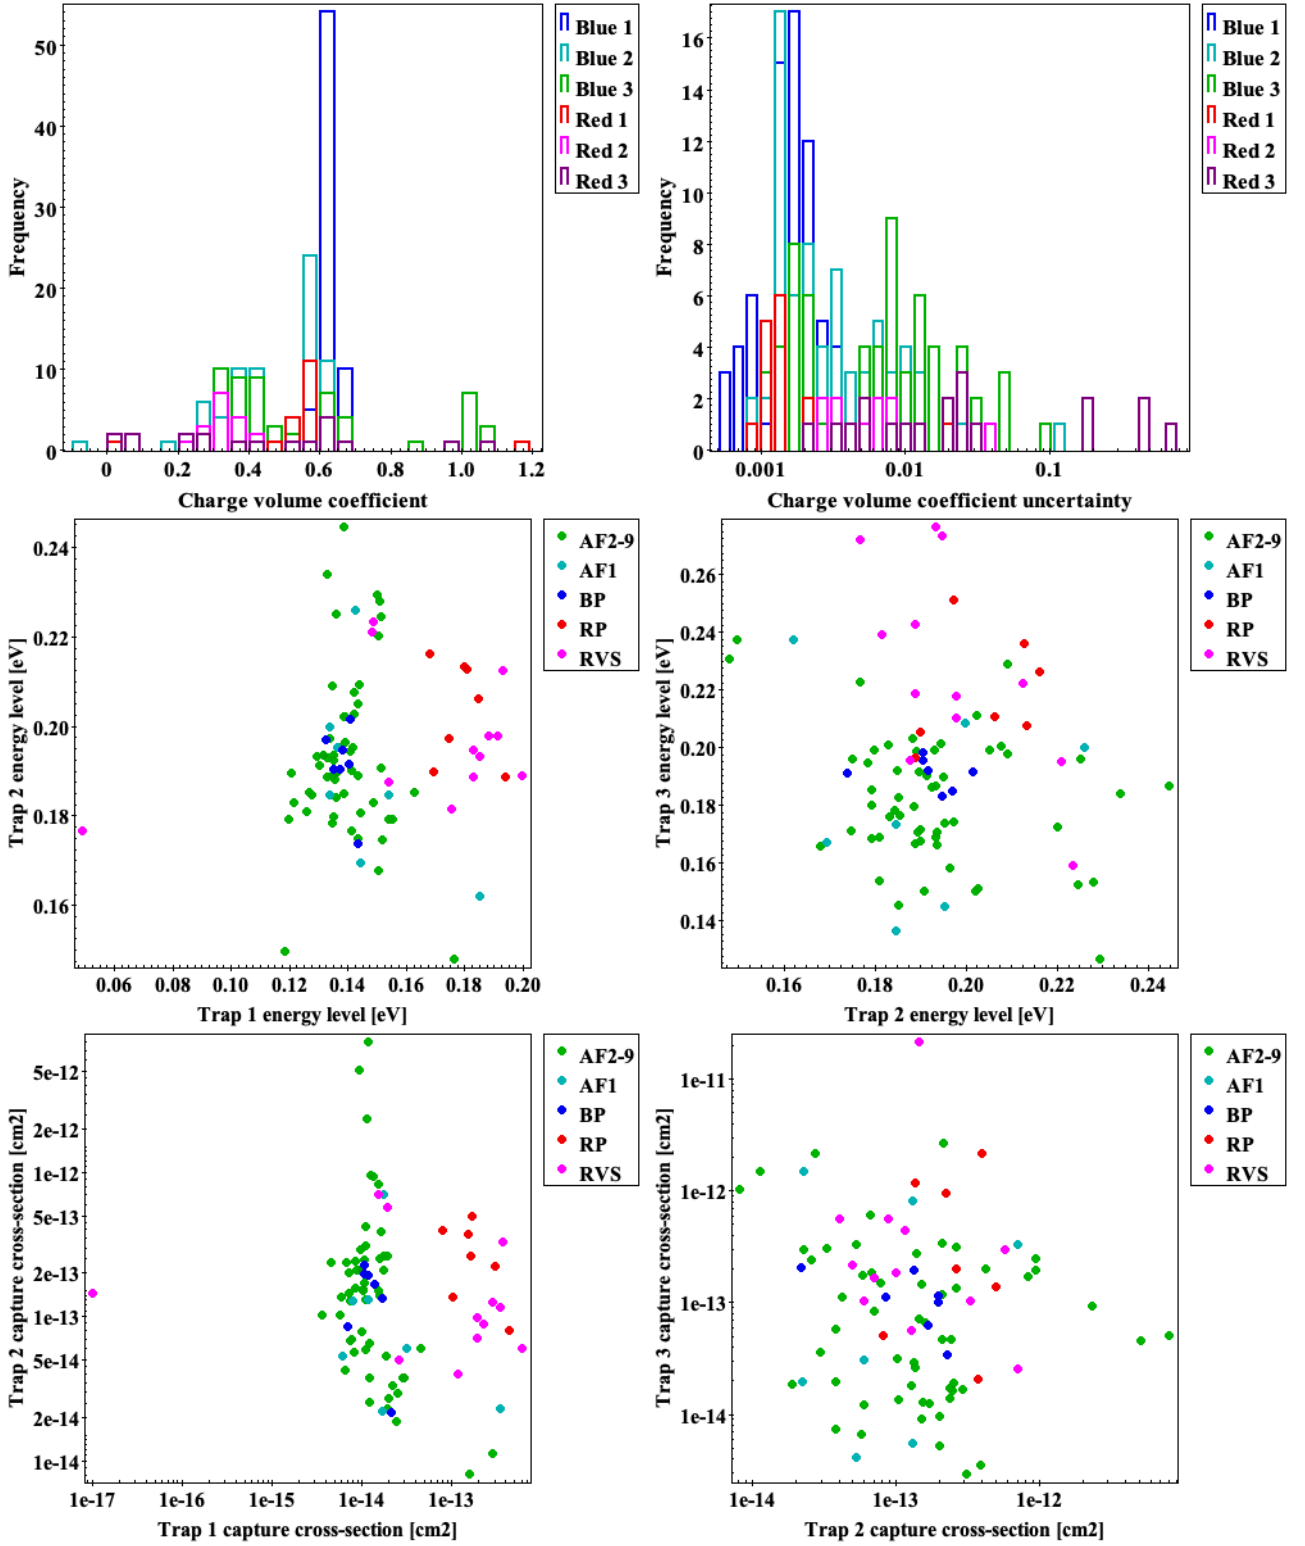 50
40
30
20
10
0
Frequency
0
0.2
0.4
0.6
0.8
1.0
1.2
Charge volume coefficient
Blue 1
Blue 2
Blue 3
Red 1
Red 2
Red 3
16
14
12
10
8
6
4
2
0
Frequency
0.001
0.01
0.1
Charge volume coefficient uncertainty
Blue 1
Blue 2
Blue 3
Red 1
Red 2
Red 3
0.24
0.22
0.20
0.18
0.16
Trap 2 energy level [eV]
0.06
0.08
0.10
0.12
0.14
0.16
0.18
0.20
Trap 1 energy level [eV]
AF2-9
AF1
BP
RP
RVS
0.26
0.24
0.22
0.20
0.18
0.16
0.14
Trap 3 energy level [eV]
0.16
0.18
0.20
0.22
0.24
Trap 2 energy level [eV]
AF2-9
AF1
BP
RP
RVS
5e-12
2e-12
1e-12
5e-13
2e-13
1e-13
5e-14
2e-14
1e-14
Trap 2 capture cross-section [cm2]
1e-17
1e-16
1e-15
1e-14
1e-13
Trap 1 capture cross-section [cm2]
AF2-9
AF1
BP
RP
RVS
1e-11
1e-12
1e-13
1e-14
Trap 3 capture cross-section [cm2]
1e-14
1e-13
1e-12
Trap 2 capture cross-section [cm2]
AF2-9
AF1
BP
RP
RVS